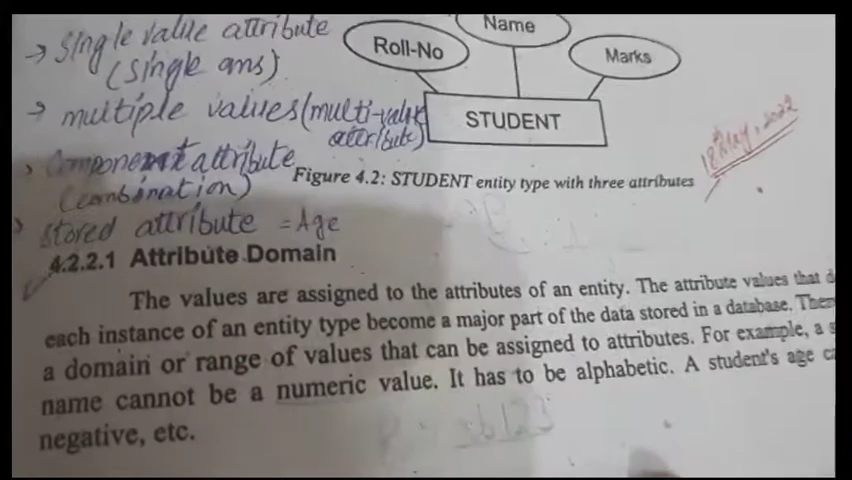 → Single value attribute
(single ans)
→ multiple values (multi-value
attribute)
Component attribute
(combination)
Stored attribute = Age
Name
Roll-No
Marks
STUDENT
18 May, 2022
Figure 4.2: STUDENT entity type with three attributes
4.2.2.1 Attribute Domain
The values are assigned to the attributes of an entity. The attribute values that
each instance of an entity type become a major part of the data stored in a database.
a domain or range of values that can be assigned to attributes. For example, a
name cannot be a numeric value. It has to be alphabetic. A student's age
negative, etc.